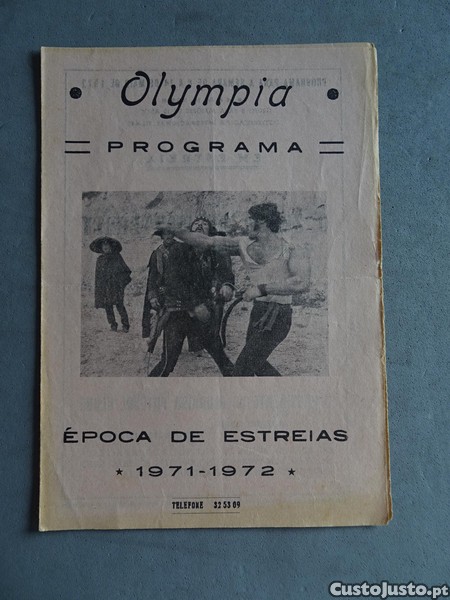 Olympia
PROGRAMA
ÉPOCA DE ESTREIAS
★ 1971-1972 ★
TELEFONE 32 53 09
CustoJusto.pt